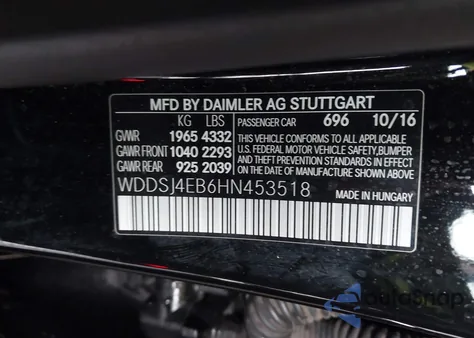 MFD BY DAIMLER AG STUTTGART
KG LBS PASSENGER CAR 696 10/16
GVWR 1965 4332
GAWR FRONT 1040 2293
GAWR REAR 925 2039
THIS VEHICLE CONFORMS TO ALL APPLICABLE
U.S. FEDERAL MOTOR VEHICLE SAFETY, BUMPER
AND THEFT PREVENTION STANDARDS IN EFFECT
ON THE DATE OF MANUFACTURE SHOWN ABOVE.
WDDSJ4EB6HN453518
MADE IN HUNGARY
autosnap